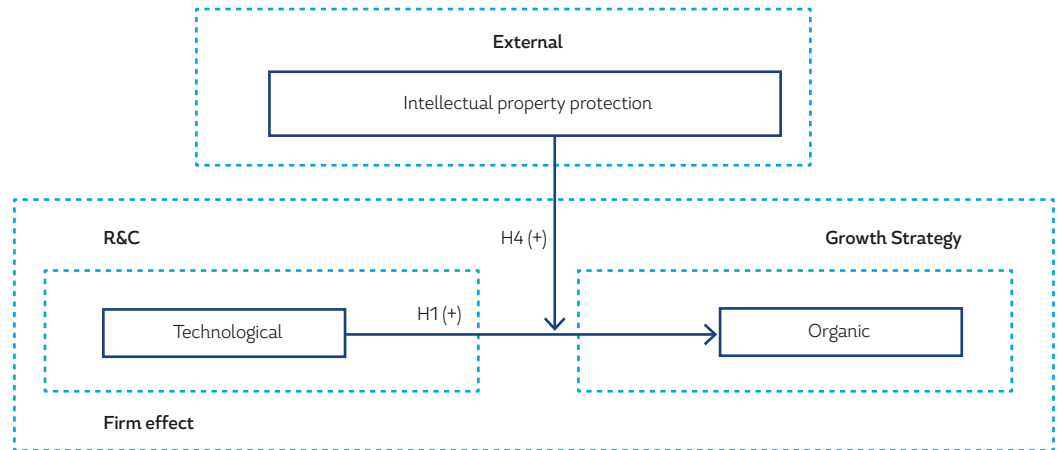 External
Intellectual property protection
R&C
H4 (+)
Growth Strategy
H1 (+)
Technological
Organic
Firm effect